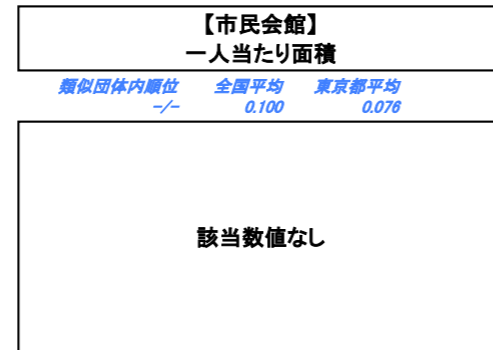 【市民会館】
一人当たり面積
類似団体内順位 全国平均 東京都平均
-/- 0.100 0.076
該当数値なし